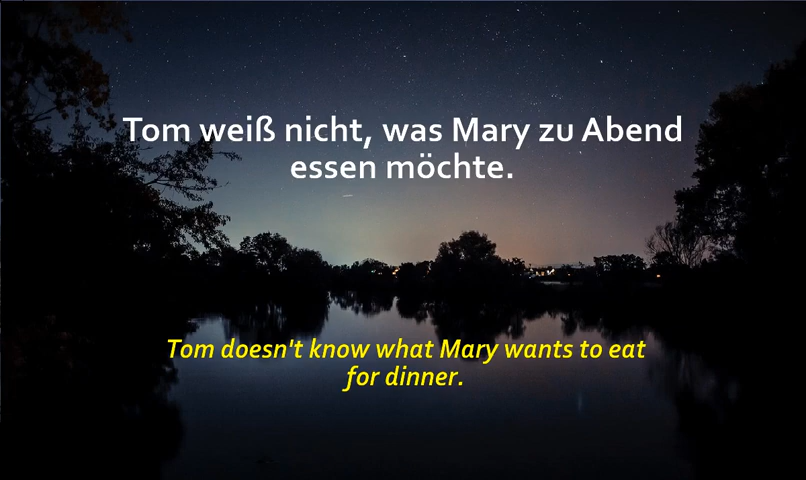 Tom weiß nicht, was Mary zu Abend
essen möchte.
Tom doesn't know what Mary wants to eat
for dinner.